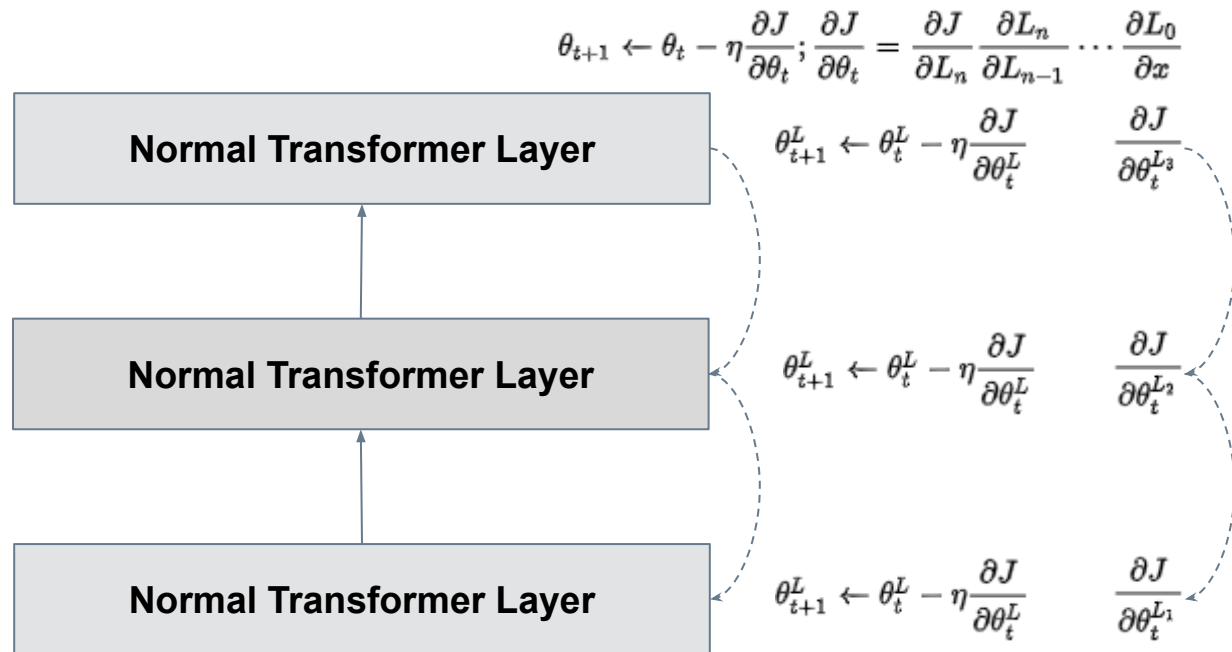 θ_{t+1} ← θ_t − η ∂J/∂θ_t ; ∂J/∂θ_t = ∂J/∂L_n ∂L_n/∂L_{n−1} ⋯ ∂L_0/∂x
Normal Transformer Layer
θ^L_{t+1} ← θ^L_t − η ∂J/∂θ^L_t
∂J/∂θ^{L_3}_t
Normal Transformer Layer
θ^L_{t+1} ← θ^L_t − η ∂J/∂θ^L_t
∂J/∂θ^{L_2}_t
Normal Transformer Layer
θ^L_{t+1} ← θ^L_t − η ∂J/∂θ^L_t
∂J/∂θ^{L_1}_t